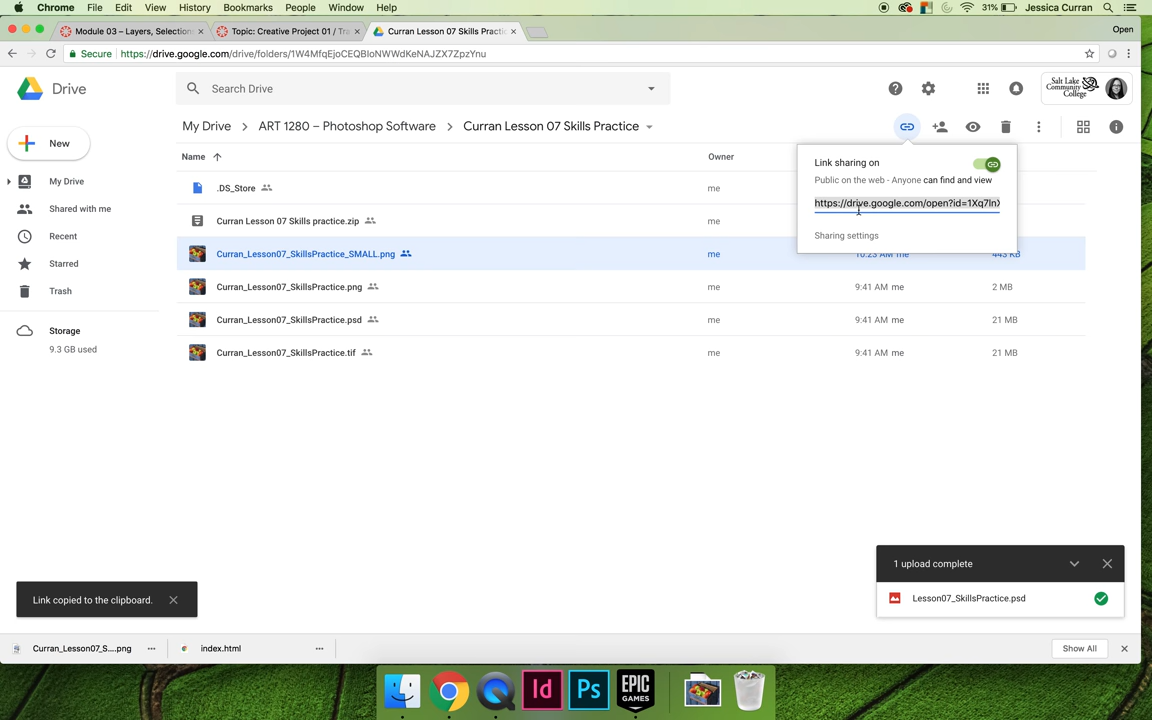 Chrome File Edit View History Bookmarks People Window Help 31% Jessica Curran
Module 03 – Layers, Selection Topic: Creative Project 01 / Tra Curran Lesson 07 Skills Practic Open
Secure https://drive.google.com/drive/folders/1W4MfqEjoCEQBIoNWWdKeNAJZX7ZpzYnu
Drive Search Drive Salt Lake Community College
New My Drive > ART 1280 – Photoshop Software > Curran Lesson 07 Skills Practice
Name Owner
Link sharing on
Public on the web - Anyone can find and view
https://drive.google.com/open?id=1Xq7lnX
Sharing settings
My Drive
Shared with me
Recent
Starred
Trash
Storage
9.3 GB used
.DS_Store me
Curran Lesson 07 Skills practice.zip me
Curran_Lesson07_SkillsPractice_SMALL.png me 10:23 AM me 443 KB
Curran_Lesson07_SkillsPractice.png me 9:41 AM me 2 MB
Curran_Lesson07_SkillsPractice.psd me 9:41 AM me 21 MB
Curran_Lesson07_SkillsPractice.tif me 9:41 AM me 21 MB
1 upload complete
Lesson07_SkillsPractice.psd
Link copied to the clipboard.
Curran_Lesson07_S....png index.html Show All
Id Ps EPIC GAMES